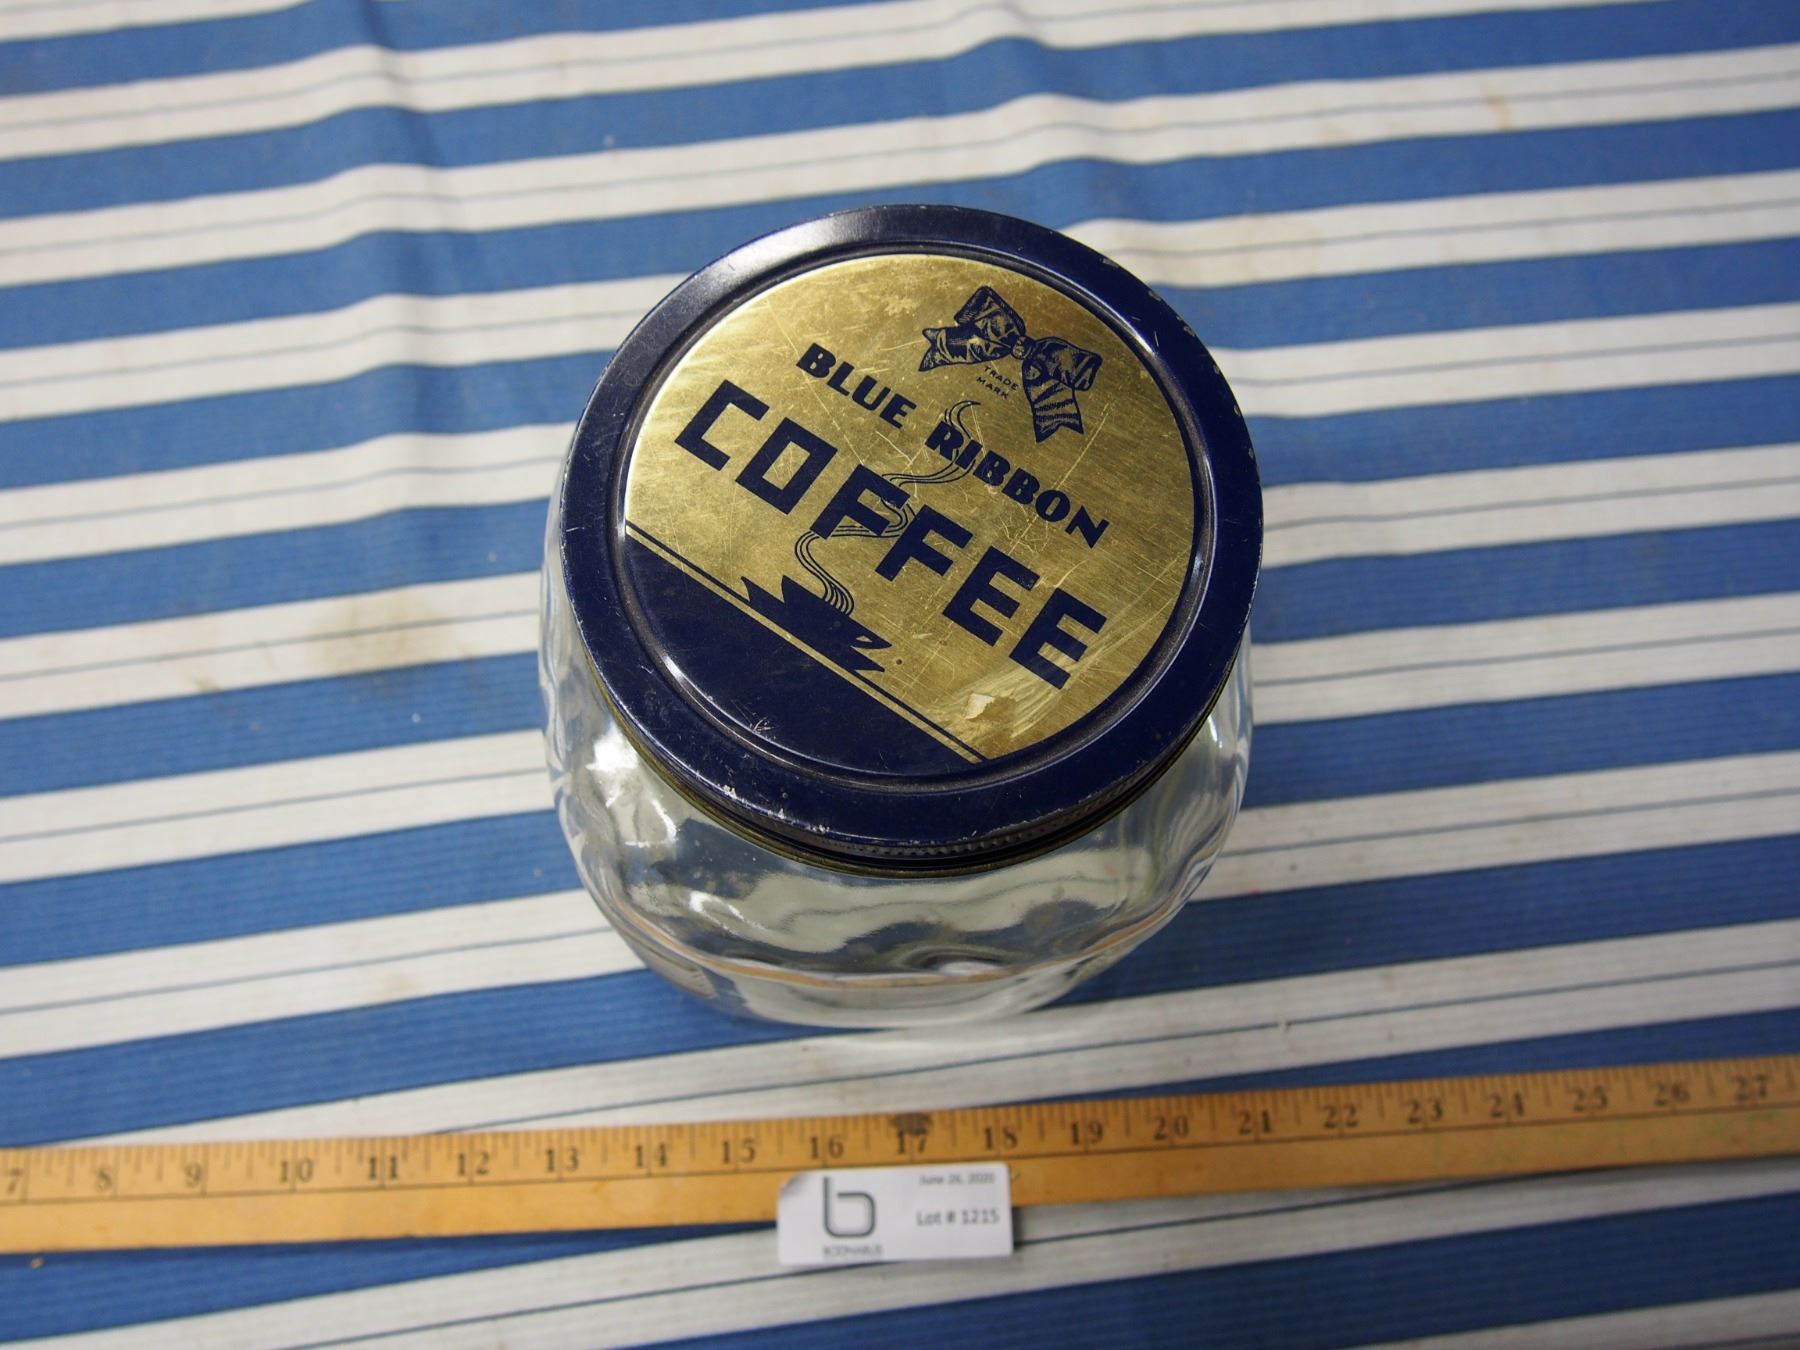 TRADE
MARK
BLUE RIBBON
COFFEE
7 8 9 10 11 12 13 14 15 16 17 18 19 20 21 22 23 24 25 26 27
June 26, 2020
Lot # 1215
b